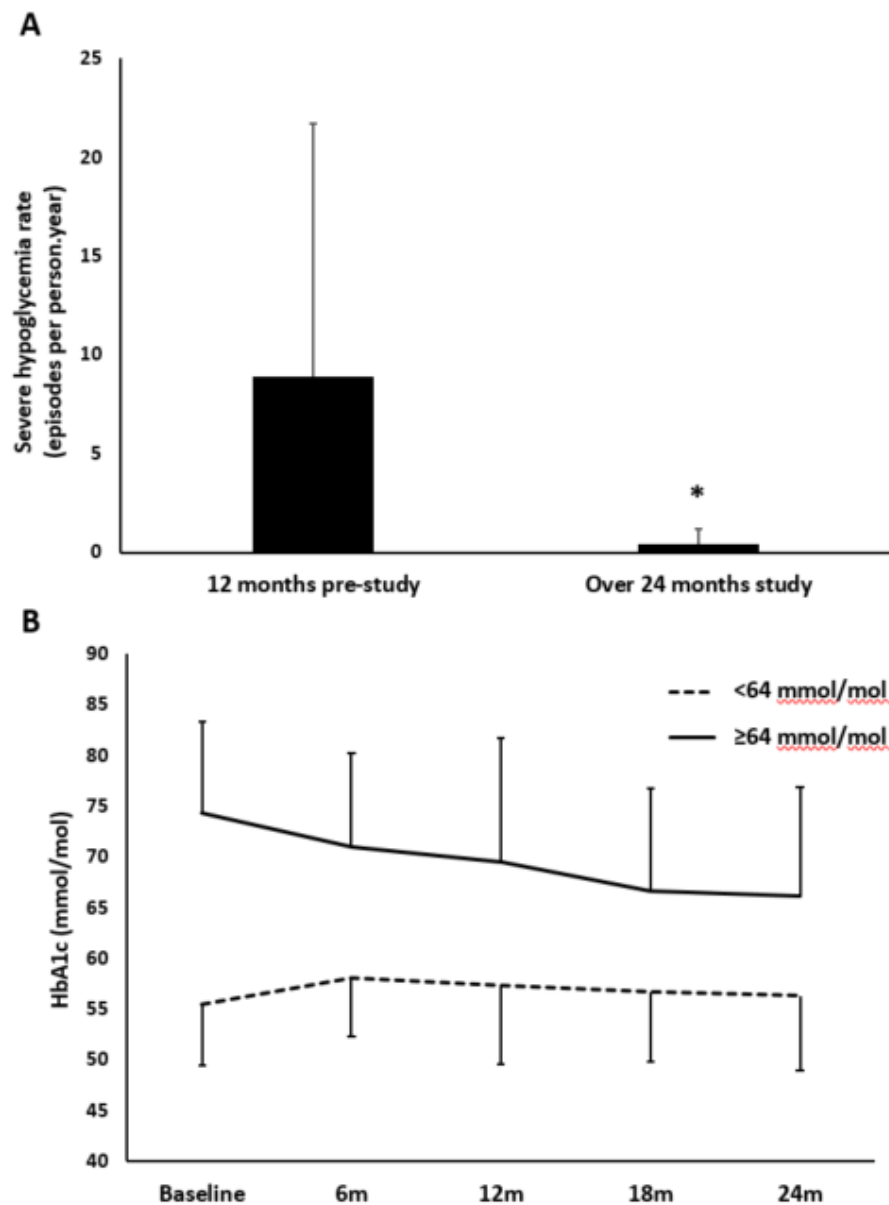 A
25
20
15
10
5
0
Severe hypoglycemia rate
(episodes per person.year)
*
12 months pre-study
Over 24 months study
B
90
85
80
75
70
65
60
55
50
45
40
HbA1c (mmol/mol)
<64 mmol/mol
≥64 mmol/mol
Baseline 6m 12m 18m 24m